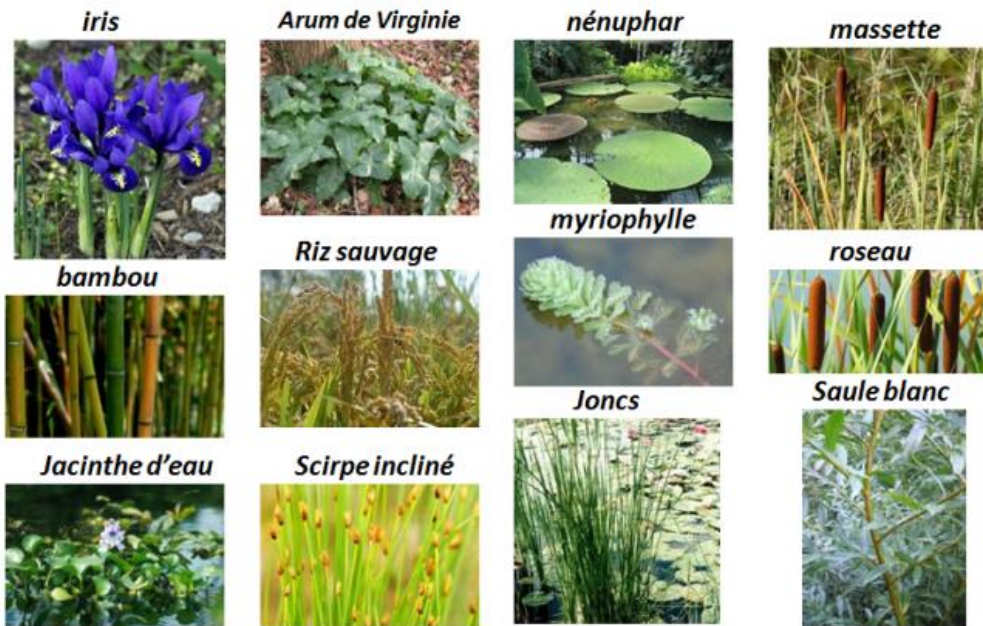 iris
Arum de Virginie
nénuphar
massette
bambou
Riz sauvage
myriophylle
roseau
Jacinthe d'eau
Scirpe incliné
Joncs
Saule blanc